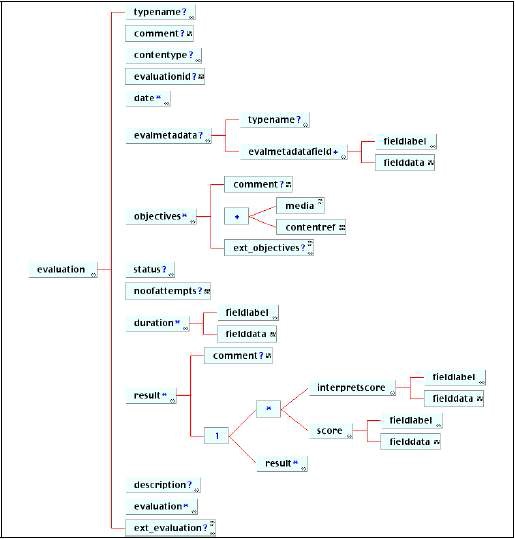 typename?
comment?
contentype?
evaluationid?
date*
typename?
evalmetadata?
fieldlabel
evalmetadatafield+
fielddata
comment?
media
objectives*
+
contentref
ext_objectives?
evaluation
status?
noofattempts?
fieldlabel
duration*
fielddata
comment?
fieldlabel
interpretscore
result*
fielddata
*
fieldlabel
1
score
fielddata
result*
description?
evaluation*
ext_evaluation?